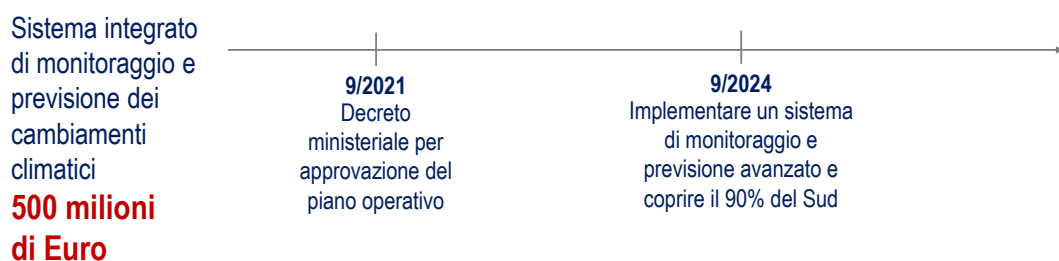 Sistema integrato
di monitoraggio e
previsione dei
cambiamenti
climatici
500 milioni
di Euro
9/2021
Decreto
ministeriale per
approvazione del
piano operativo
9/2024
Implementare un sistema
di monitoraggio e
previsione avanzato e
coprire il 90% del Sud